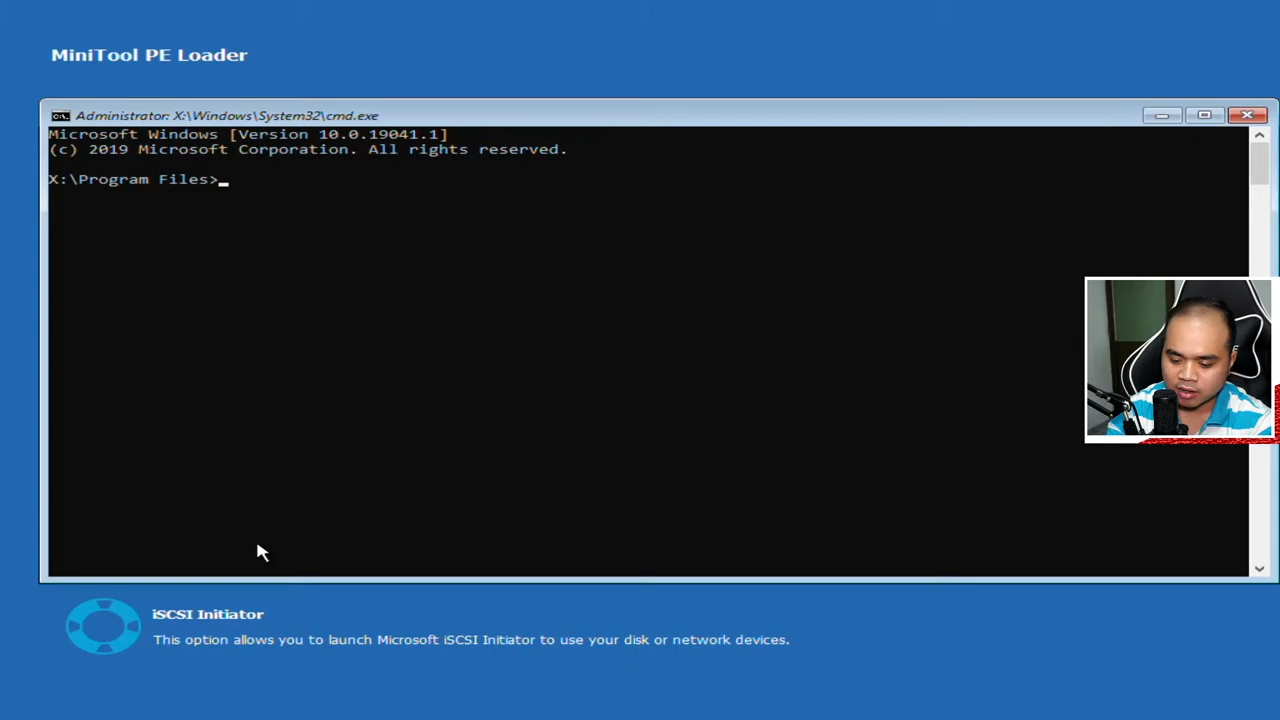 MiniTool PE Loader
Administrator: X:\Windows\System32\cmd.exe
Microsoft Windows [Version 10.0.19041.1]
(c) 2019 Microsoft Corporation. All rights reserved.
X:\Program Files>
iSCSI Initiator
This option allows you to launch Microsoft iSCSI Initiator to use your disk or network devices.